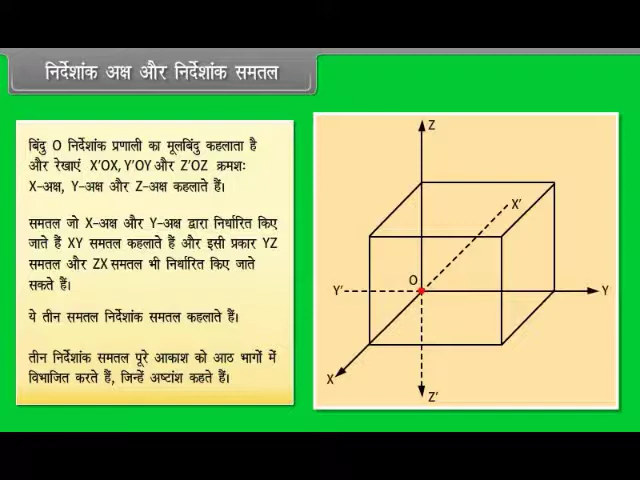 निर्देशांक अक्ष और निर्देशांक समतल
बिंदु O निर्देशांक प्रणाली का मूलबिंदु कहलाता है
और रेखाएं X'OX, Y'OY और Z'OZ क्रमशः
X-अक्ष, Y-अक्ष और Z-अक्ष कहलाते हैं।
समतल जो X-अक्ष और Y-अक्ष द्वारा निर्धारित किए
जाते हैं XY समतल कहलाते हैं और इसी प्रकार YZ
समतल और ZX समतल भी निर्धारित किए जाते
सकते हैं।
ये तीन समतल निर्देशांक समतल कहलाते हैं।
तीन निर्देशांक समतल पूरे आकाश को आठ भागों में
विभाजित करते हैं, जिन्हें अष्टांश कहते हैं।
Z
X'
O
Y'
Y
X
Z'